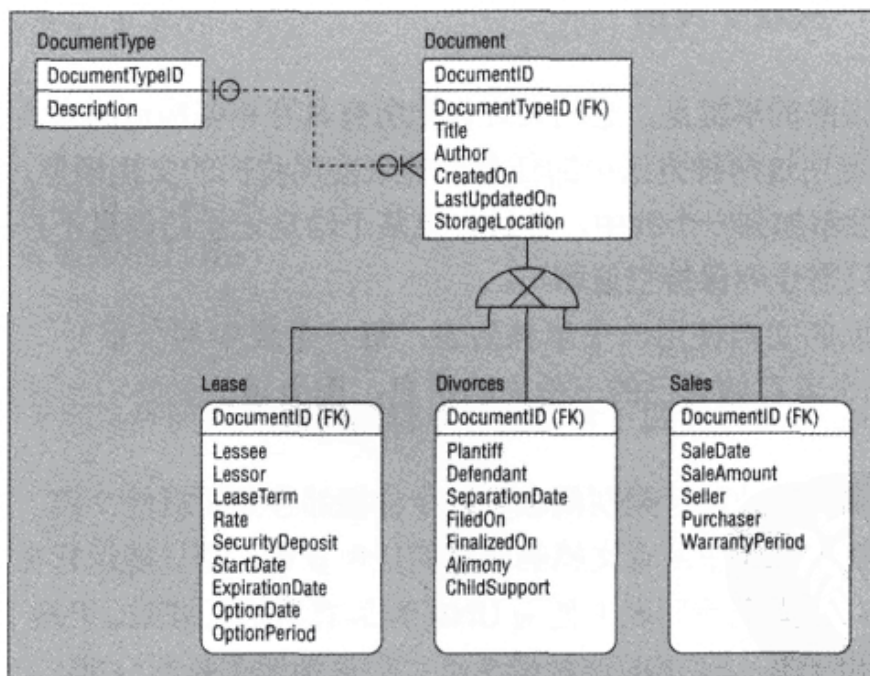 DocumentType
DocumentTypeID
Description
Document
DocumentID
DocumentTypeID (FK)
Title
Author
CreatedOn
LastUpdatedOn
StorageLocation
Lease
DocumentID (FK)
Lessee
Lessor
LeaseTerm
Rate
SecurityDeposit
StartDate
ExpirationDate
OptionDate
OptionPeriod
Divorces
DocumentID (FK)
Plantiff
Defendant
SeparationDate
FiledOn
FinalizedOn
Alimony
ChildSupport
Sales
DocumentID (FK)
SaleDate
SaleAmount
Seller
Purchaser
WarrantyPeriod